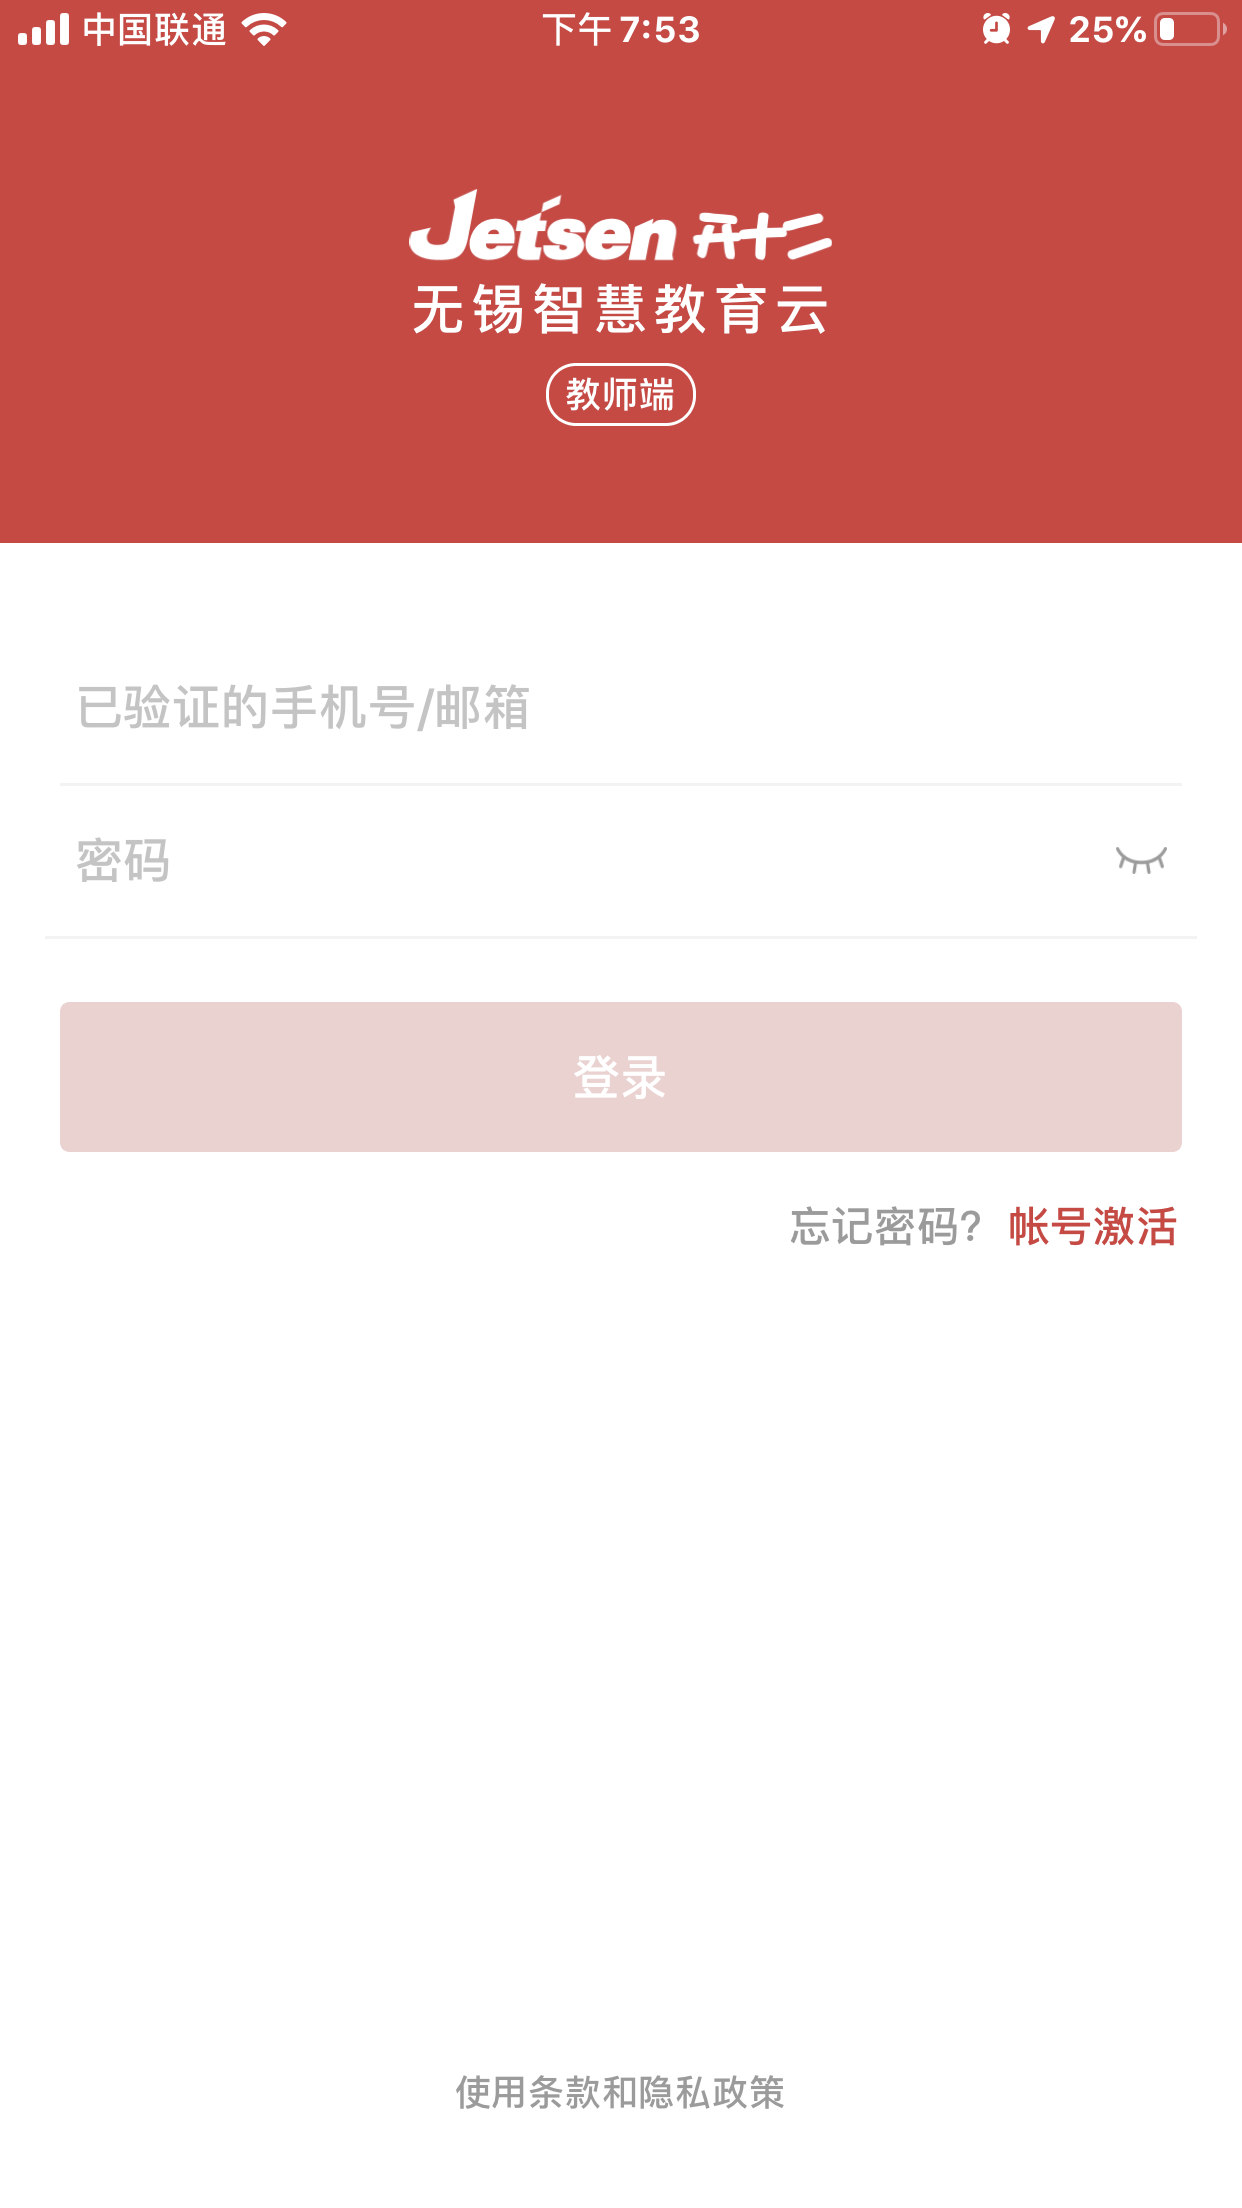 中国联通 下午 7:53 25%
Jetsen 开十二
无锡智慧教育云
教师端
已验证的手机号/邮箱
密码
登录
忘记密码? 帐号激活
使用条款和隐私政策